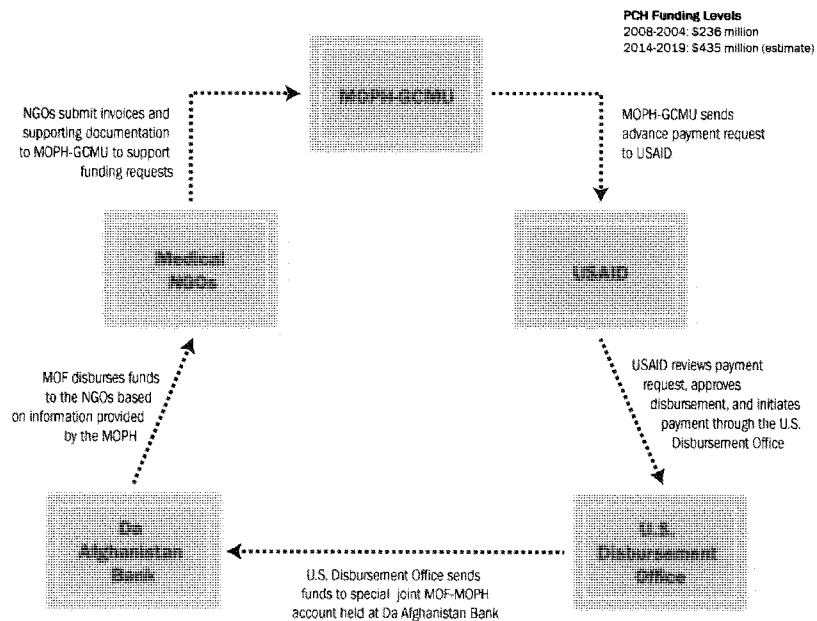 PCH Funding Levels
2008-2004: $236 million
2014-2019: $435 million (estimate)
MOPH-GCMU
NGOs submit invoices and
supporting documentation
to MOPH-GCMU to support
funding requests
MOPH-GCMU sends
advance payment request
to USAID
Medical
NGOs
USAID
MOF disburses funds
to the NGOs based
on information provided
by the MOPH
USAID reviews payment
request, approves
disbursement, and initiates
payment through the U.S.
Disbursement Office
Da
Afghanistan
Bank
U.S.
Disbursement
Office
U.S. Disbursement Office sends
funds to special joint MOF-MOPH
account held at Da Afghanistan Bank